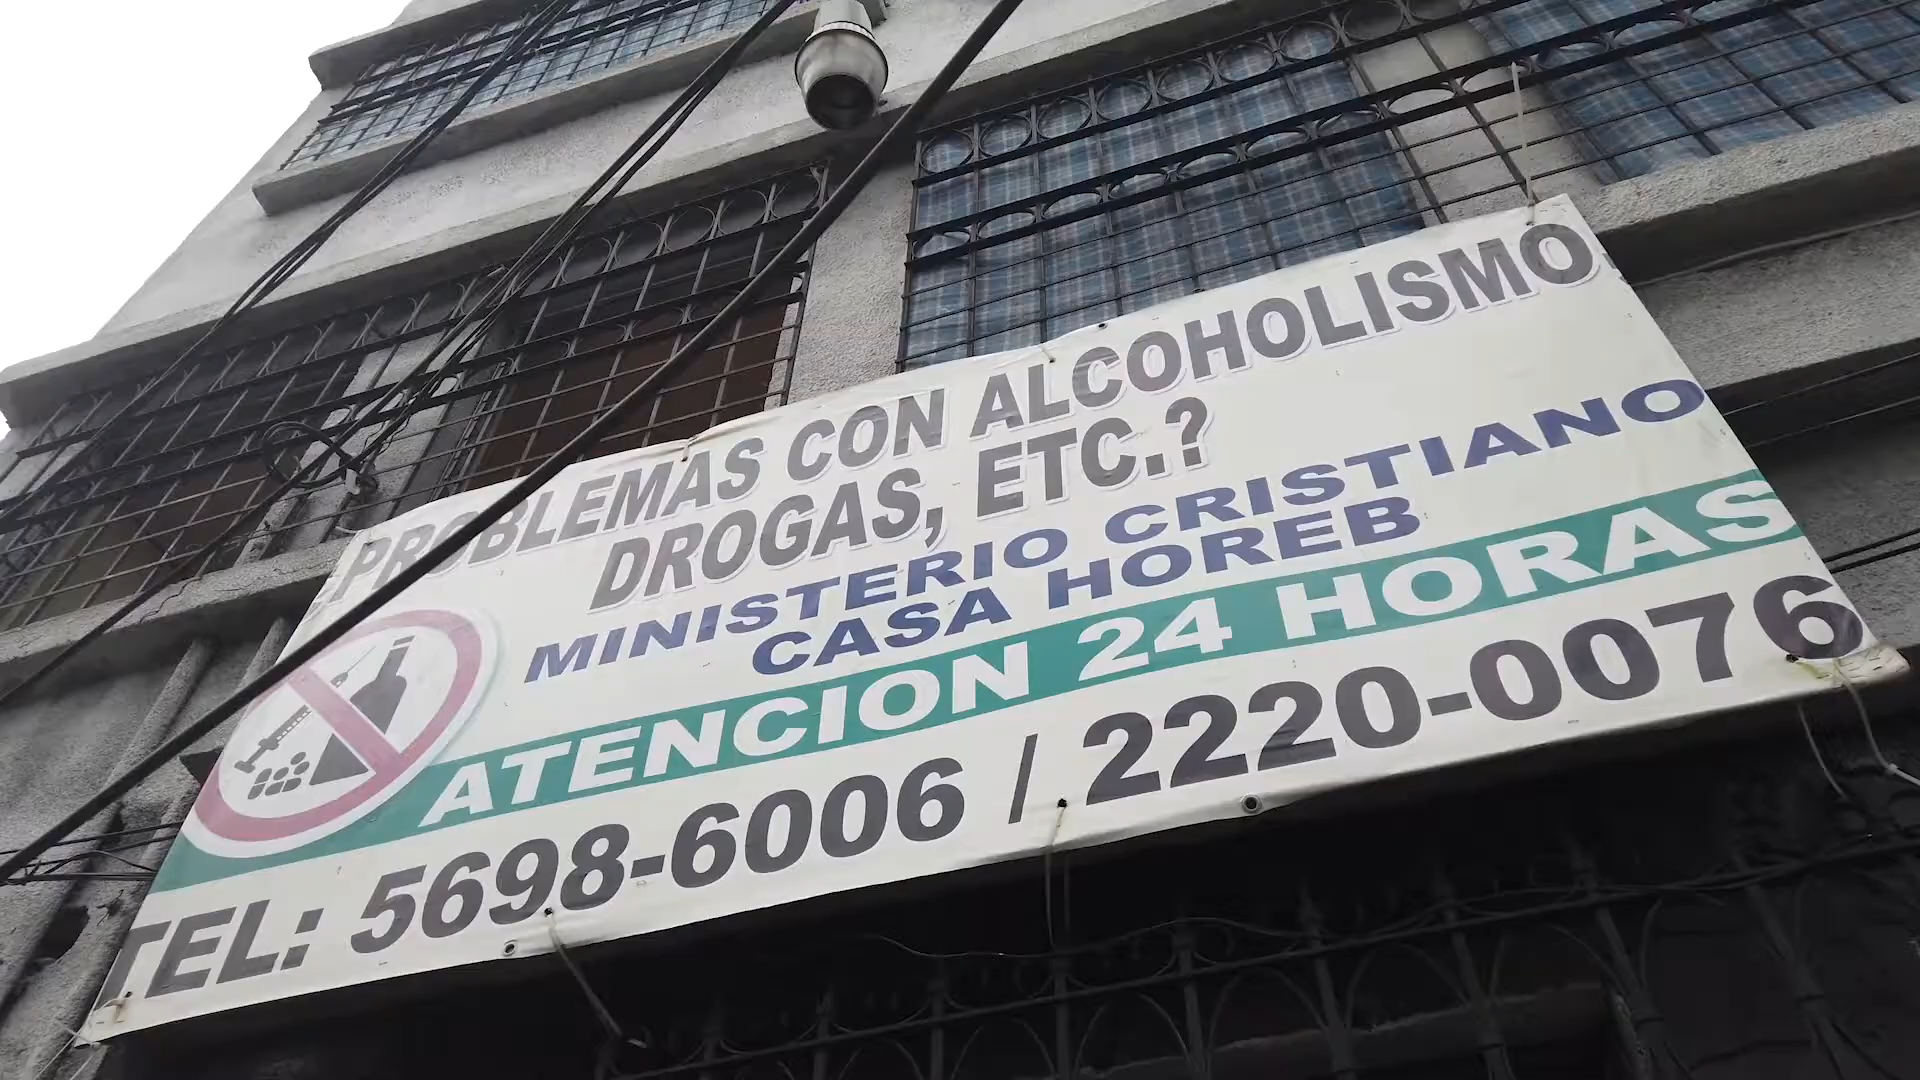 ¿PROBLEMAS CON ALCOHOLISMO,
DROGAS, ETC.?
MINISTERIO CRISTIANO
CASA HOREB
ATENCION 24 HORAS
TEL: 5698-6006 / 2220-0076